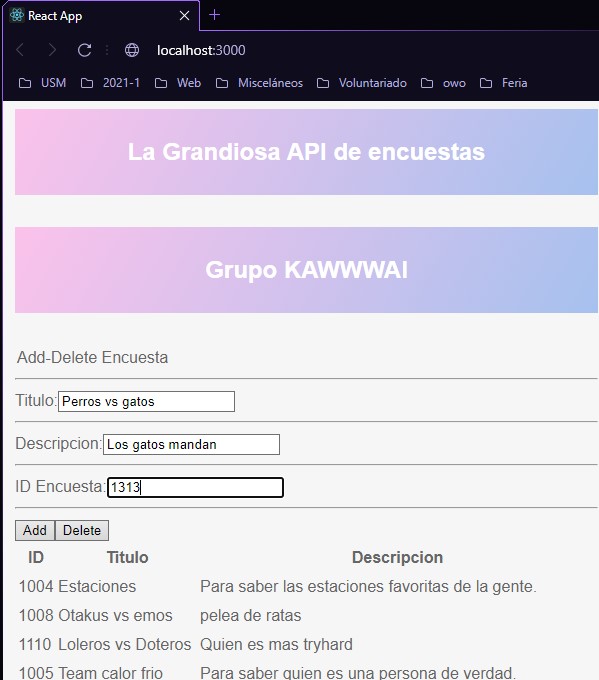 React App
localhost:3000
USM 2021-1 Web Misceláneos Voluntariado owo Feria
La Grandiosa API de encuestas
Grupo KAWWWAI
Add-Delete Encuesta
Titulo: Perros vs gatos
Descripcion: Los gatos mandan
ID Encuesta: 1313
Add Delete
ID Titulo Descripcion
1004 Estaciones Para saber las estaciones favoritas de la gente.
1008 Otakus vs emos pelea de ratas
1110 Loleros vs Doteros Quien es mas tryhard
1005 Team calor frio Para saber quien es una persona de verdad.